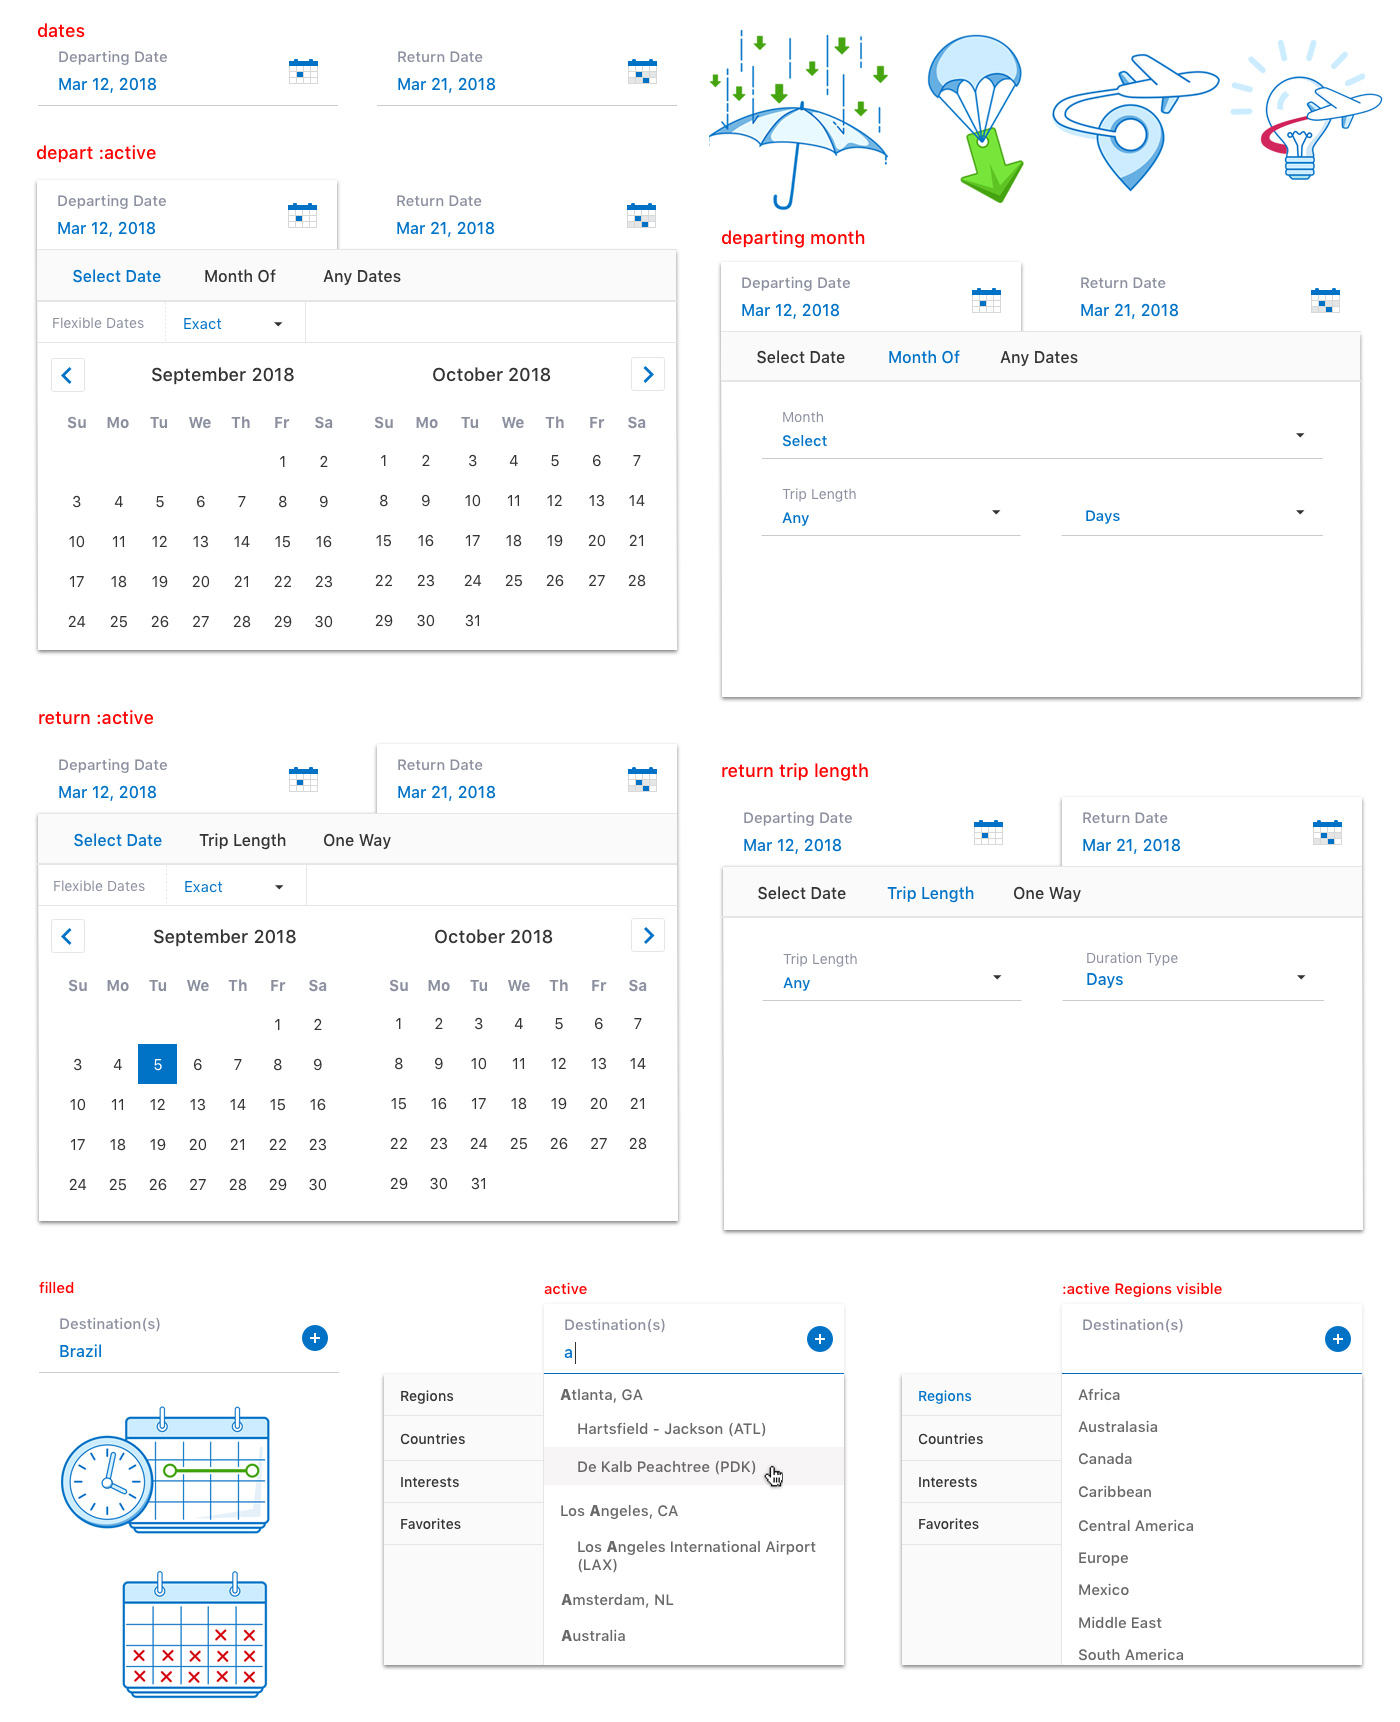 dates
Departing Date
Mar 12, 2018
Return Date
Mar 21, 2018
depart :active
Departing Date
Mar 12, 2018
Return Date
Mar 21, 2018
Select Date Month Of Any Dates
Flexible Dates Exact
September 2018
Su Mo Tu We Th Fr Sa
1 2
3 4 5 6 7 8 9
10 11 12 13 14 15 16
17 18 19 20 21 22 23
24 25 26 27 28 29 30
October 2018
Su Mo Tu We Th Fr Sa
1 2 3 4 5 6 7
8 9 10 11 12 13 14
15 16 17 18 19 20 21
22 23 24 25 26 27 28
29 30 31
departing month
Departing Date
Mar 12, 2018
Return Date
Mar 21, 2018
Select Date Month Of Any Dates
Month
Select
Trip Length
Any
Days
return :active
Departing Date
Mar 12, 2018
Return Date
Mar 21, 2018
Select Date Trip Length One Way
Flexible Dates Exact
September 2018
Su Mo Tu We Th Fr Sa
1 2
3 4 5 6 7 8 9
10 11 12 13 14 15 16
17 18 19 20 21 22 23
24 25 26 27 28 29 30
October 2018
Su Mo Tu We Th Fr Sa
1 2 3 4 5 6 7
8 9 10 11 12 13 14
15 16 17 18 19 20 21
22 23 24 25 26 27 28
29 30 31
return trip length
Departing Date
Mar 12, 2018
Return Date
Mar 21, 2018
Select Date Trip Length One Way
Trip Length
Any
Duration Type
Days
filled
Destination(s)
Brazil
active
Destination(s)
a
Regions
Countries
Interests
Favorites
Atlanta, GA
Hartsfield - Jackson (ATL)
De Kalb Peachtree (PDK)
Los Angeles, CA
Los Angeles International Airport
(LAX)
Amsterdam, NL
Australia
:active Regions visible
Destination(s)
Regions
Countries
Interests
Favorites
Africa
Australasia
Canada
Caribbean
Central America
Europe
Mexico
Middle East
South America